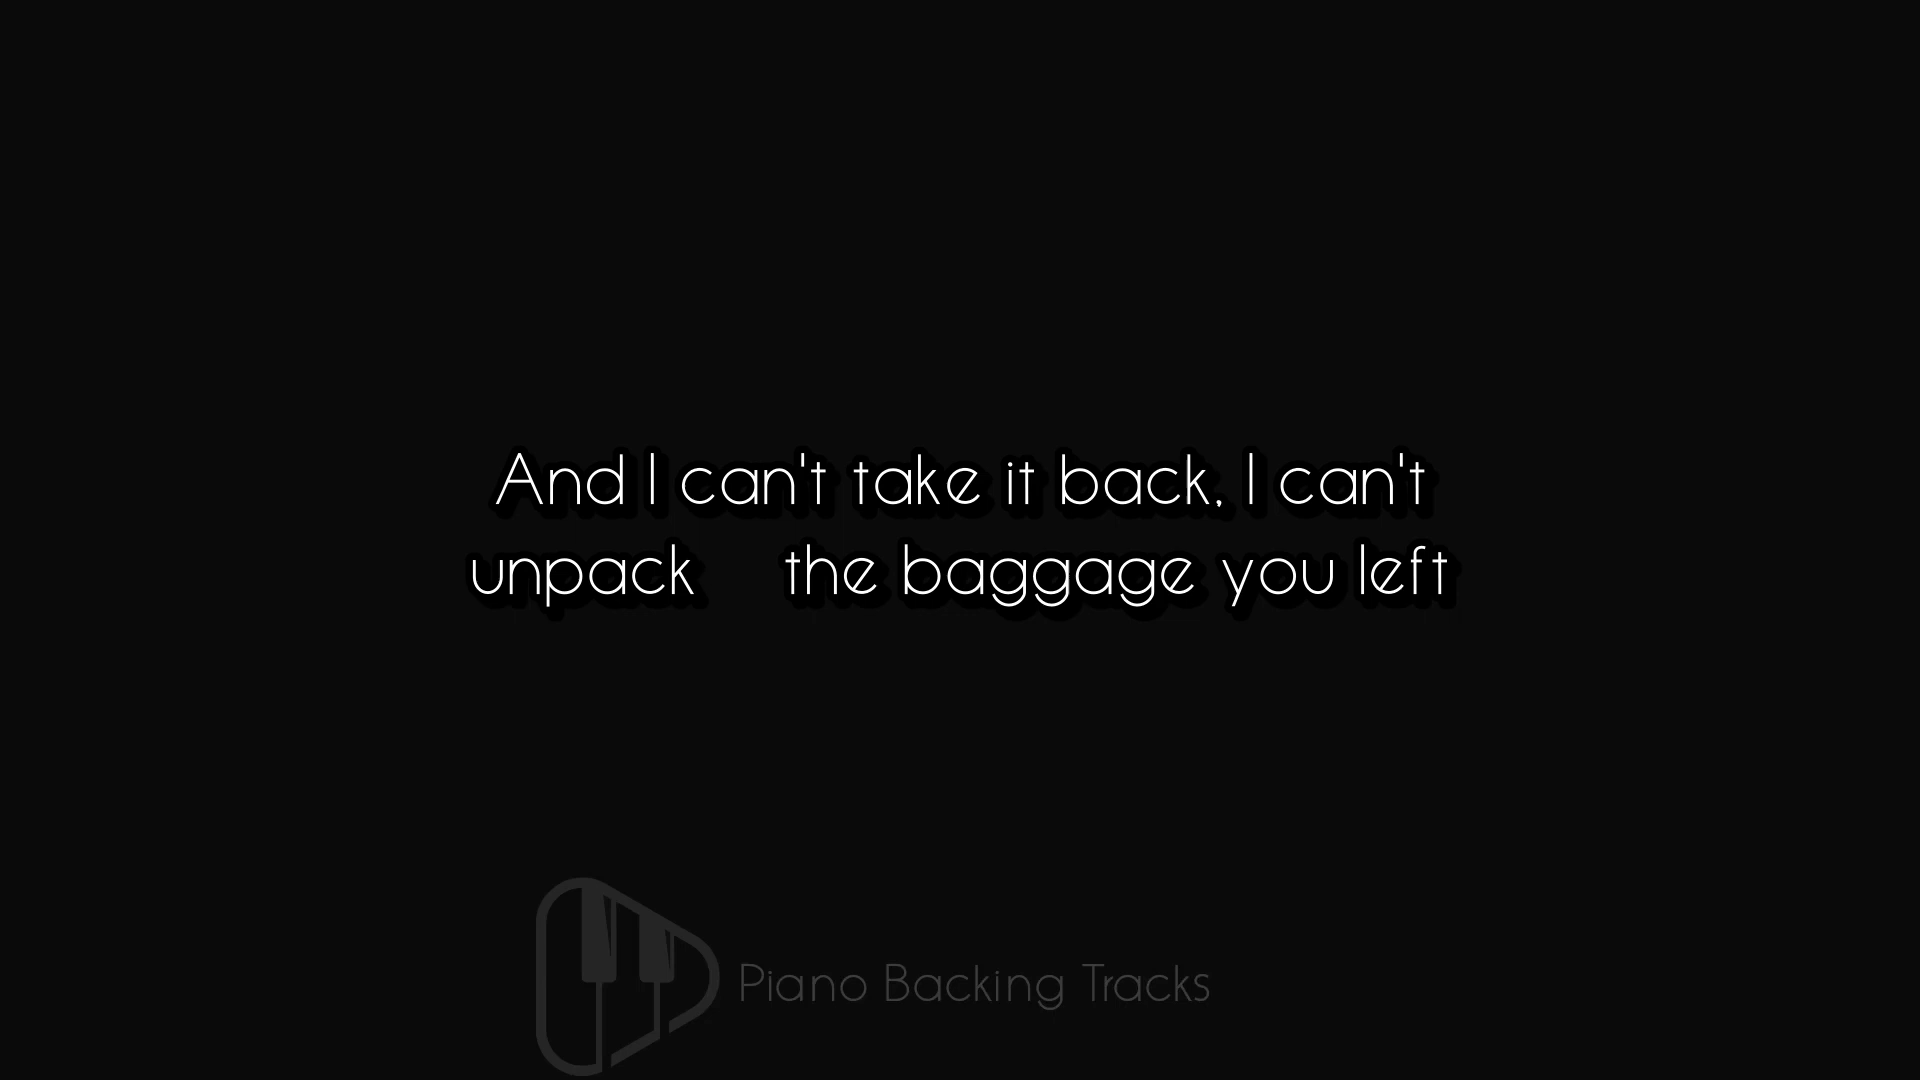 And I can't take it back, I can't
unpack the baggage you left
Piano Backing Tracks